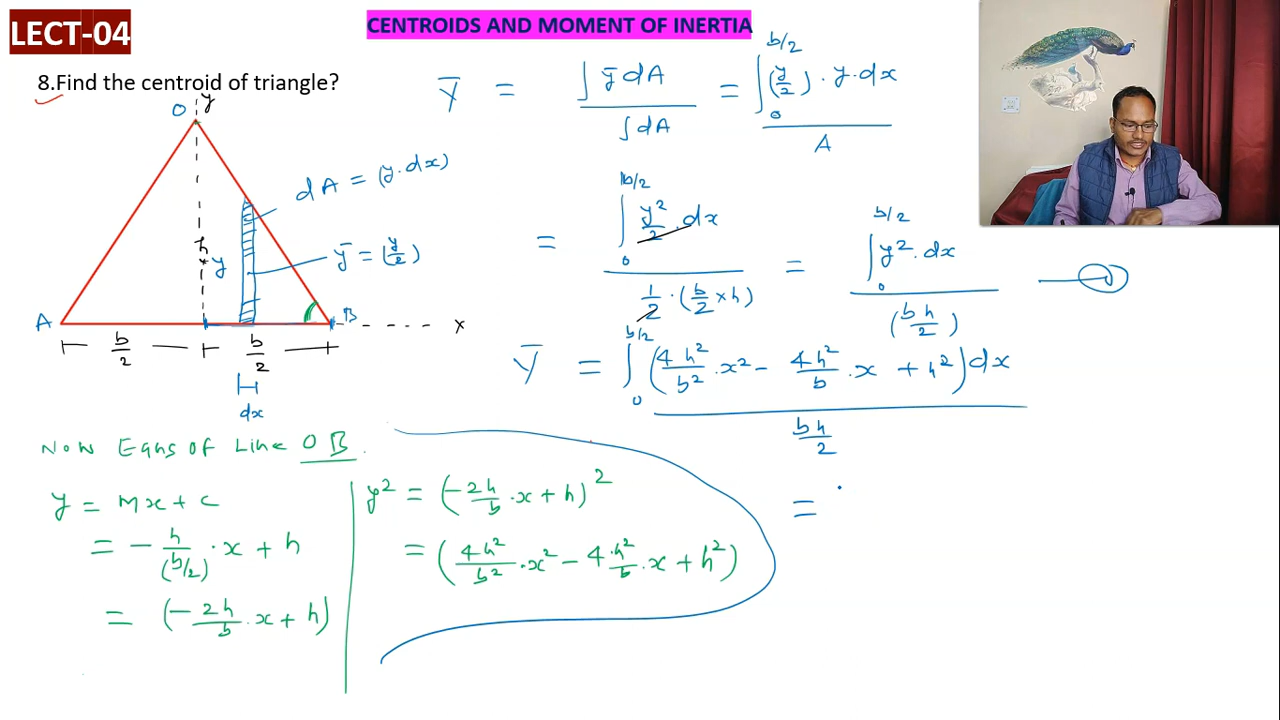 LECT-04
CENTROIDS AND MOMENT OF INERTIA
8.Find the centroid of triangle?
O
y
dA = (y.dx)
h
y
ȳ = (y/2)
A
B
x
b/2
b/2
dx
Ȳ = ∫ȳdA / ∫dA = ∫₀^(b/2) (y/2).y.dx / A
= ∫₀^(b/2) y²/2.dx / 1/2.(b/2 × h) = ∫₀^(b/2) y².dx / (bh/2) —①
Ȳ = ∫₀^(b/2) (4h²/b².x² - 4h²/b.x + h²)dx / bh/2
=
Now Eqns of Line OB.
y = mx + c
= - h/(b/2).x + h
= (- 2h/b.x + h)
y² = (-2h/b.x + h)²
= (4h²/b².x² - 4.h²/b.x + h²)